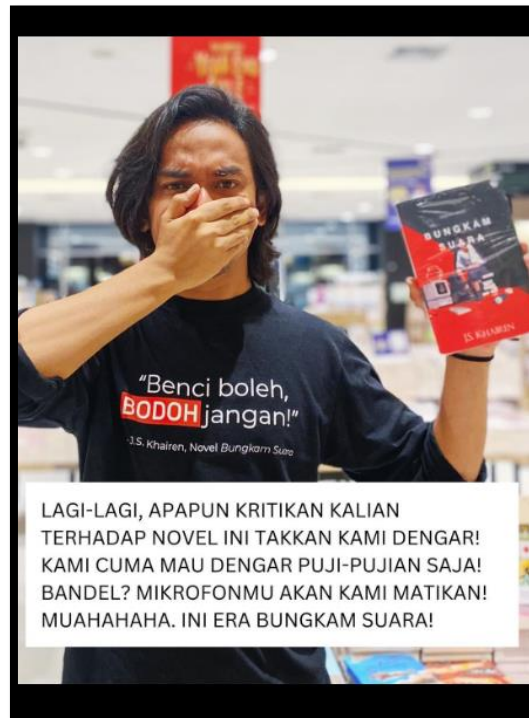 BUNGKAM
SUARA
J.S. KHAIREN
"Benci boleh,
BODOH jangan!"
-J.S. Khairen, Novel Bungkam Suara
LAGI-LAGI, APAPUN KRITIKAN KALIAN
TERHADAP NOVEL INI TAKKAN KAMI DENGAR!
KAMI CUMA MAU DENGAR PUJI-PUJIAN SAJA!
BANDEL? MIKROFONMU AKAN KAMI MATIKAN!
MUAHAHAHA. INI ERA BUNGKAM SUARA!